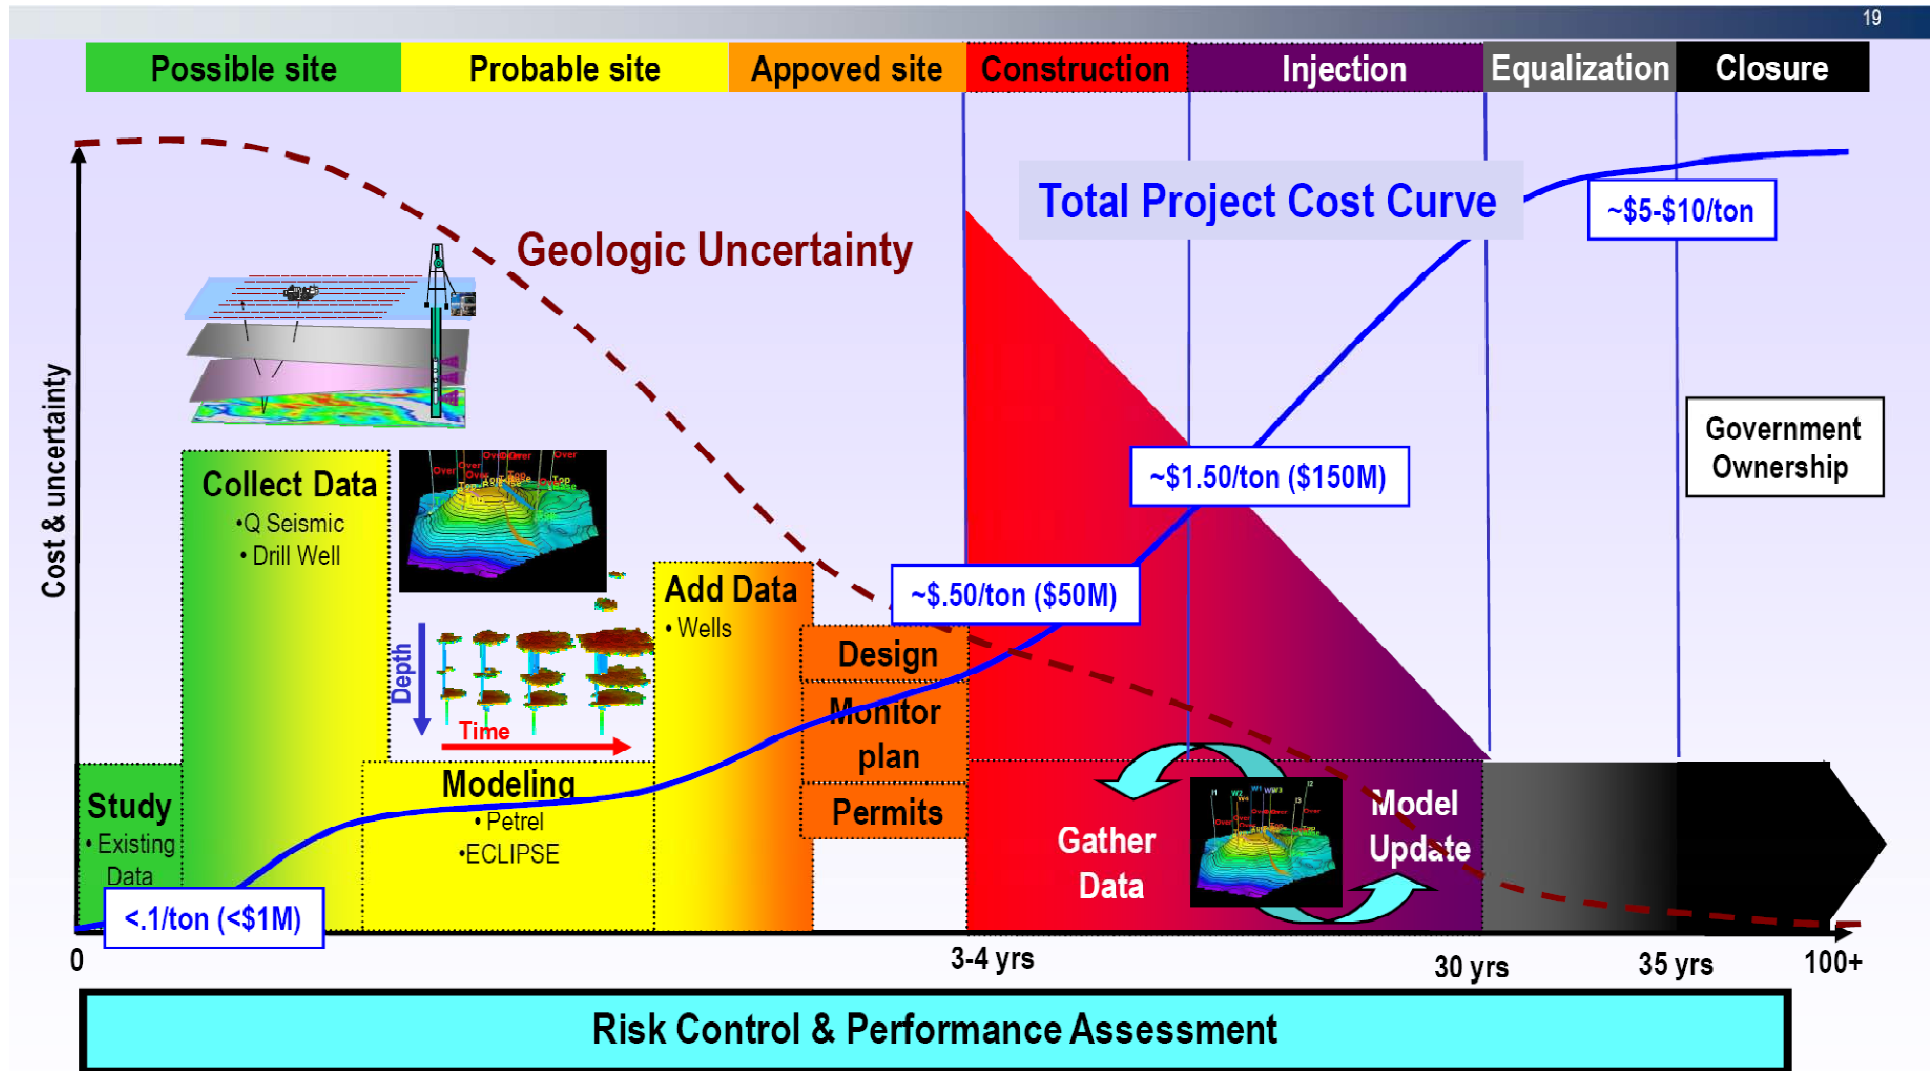 19
Possible site
Probable site
Appoved site
Construction
Injection
Equalization
Closure
Total Project Cost Curve
~$5-$10/ton
Geologic Uncertainty
Cost & uncertainty
Government
Ownership
Collect Data
•Q Seismic
• Drill Well
~$1.50/ton ($150M)
Add Data
• Wells
~$.50/ton ($50M)
Design
Monitor
plan
Permits
Depth
Time
Study
• Existing
Data
Modeling
• Petrel
•ECLIPSE
<.1/ton (<$1M)
Gather
Data
Model
Update
0
3-4 yrs
30 yrs
35 yrs
100+
Risk Control & Performance Assessment